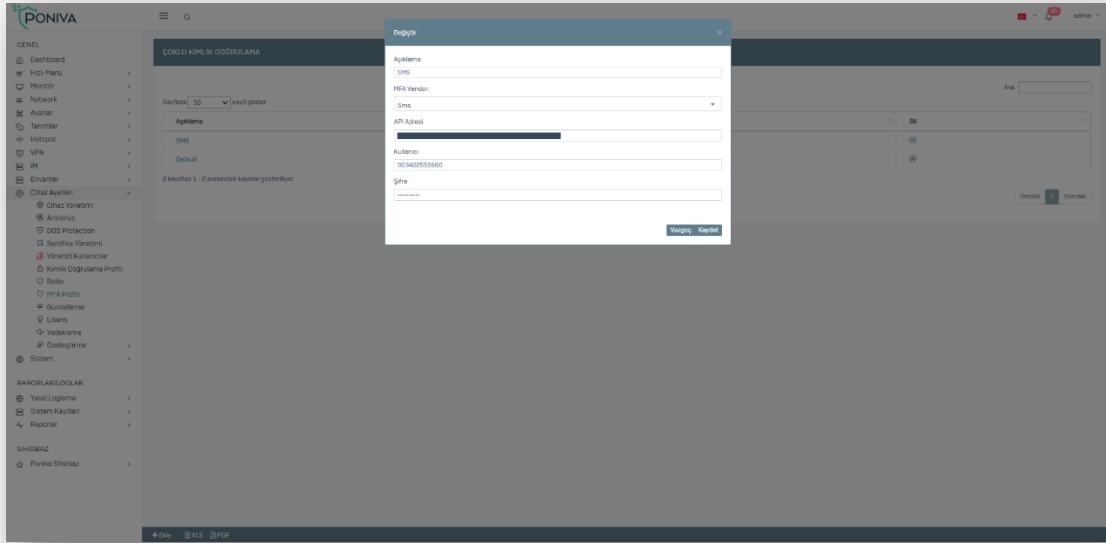 PONIVA
admin
GENEL
Dashboard
Hızlı Menü
Monitör
Network
Ayarlar
Tanımlar
Hotspot
VPN
IM
Envanter
Cihaz Ayarları
Cihaz Yönetimi
Antivirüs
DOS Protection
Sertifika Yönetimi
Yönetici Kullanıcılar
Kimlik Doğrulama Profili
Roller
MFA Profili
Güncelleme
Lisans
Yedekleme
Özelleştirme
Sistem
RAPORLAR/LOGLAR
Yasal Loglama
Sistem Kayıtları
Raporlar
SİHİRBAZ
Poniva Sihirbaz
ÇOKLU KİMLİK DOĞRULAMA
Ara:
Sayfada 50 kayıt göster
Açıklama
Sil
SMS
Default
2 kayıttan 1 - 2 arasındaki kayıtlar gösteriliyor
Önceki 1 Sonraki
Değiştir
×
Açıklama:
SMS
MFA Vendor:
Sms
API Adresi
Kullanıcı
903422555660
Şifre
Vazgeç Kaydet
+Ekle XLS PDF